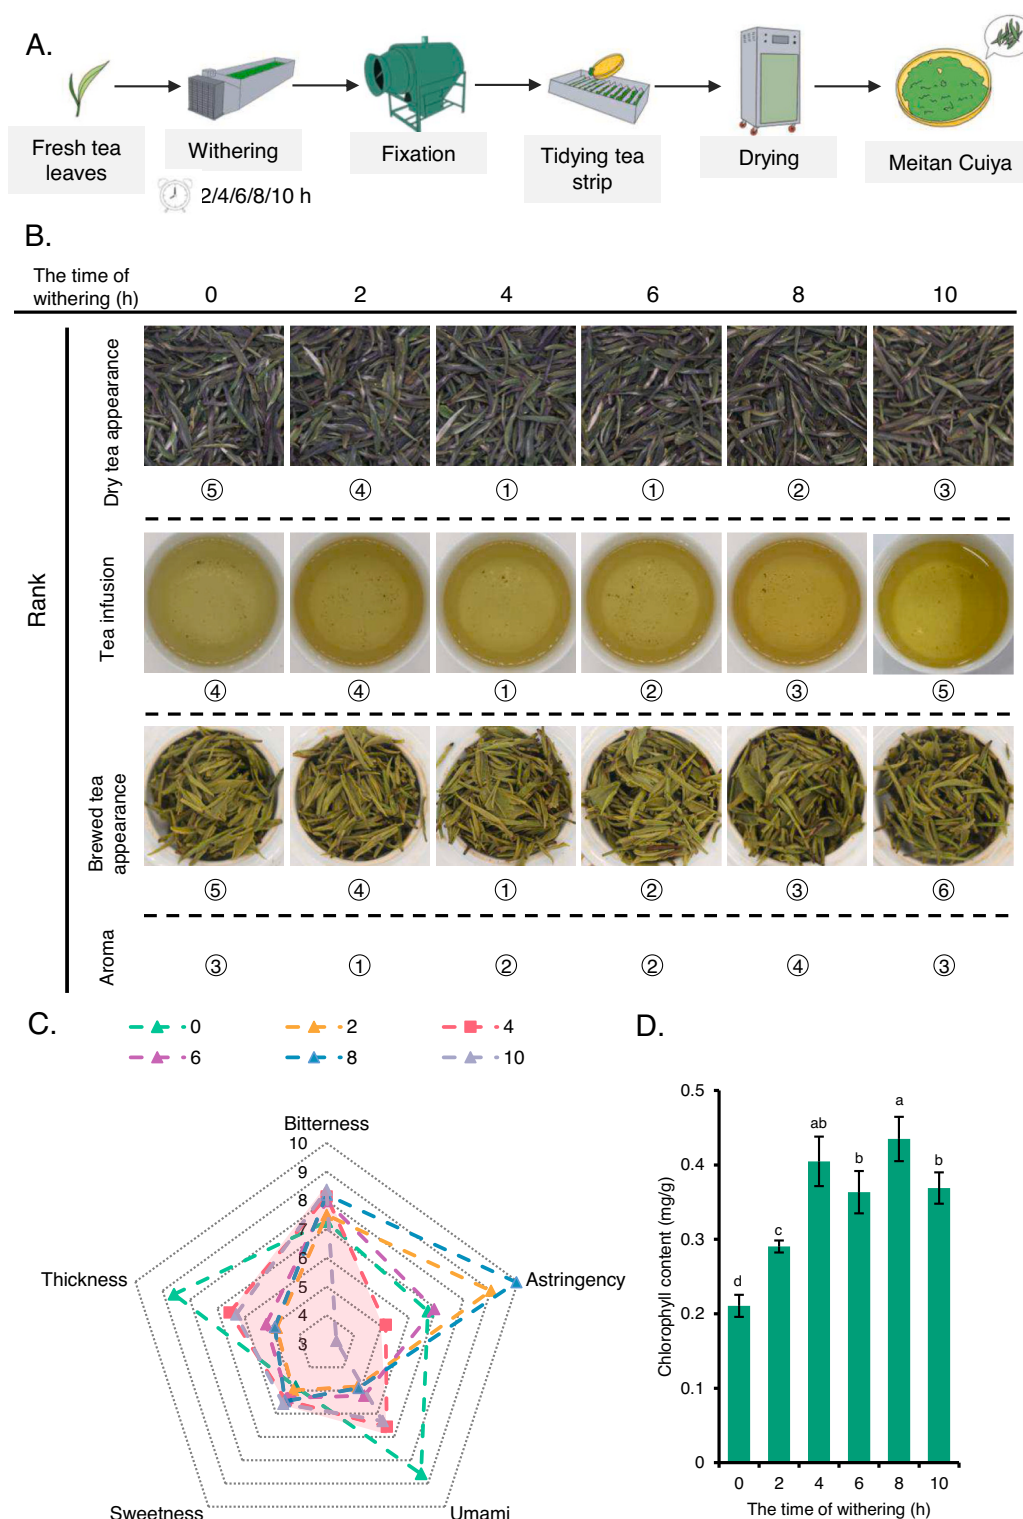 A.
Fresh tea
leaves
Withering
2/4/6/8/10 h
Fixation
Tidying tea
strip
Drying
Meitan Cuiya
B.
The time of
withering (h)
0 2 4 6 8 10
Rank
Dry tea appearance
⑤ ④ ① ① ② ③
Tea infusion
④ ④ ① ② ③ ⑤
Brewed tea
appearance
⑤ ④ ① ② ③ ⑥
Aroma
③ ① ② ② ④ ③
C.
0 2 4
6 8 10
Bitterness
10
9
8
7
6
5
4
3
Thickness
Astringency
Sweetness
Umami
D.
Chlorophyll content (mg/g)
0.5
0.4
0.3
0.2
0.1
0
d c ab b a b
0 2 4 6 8 10
The time of withering (h)